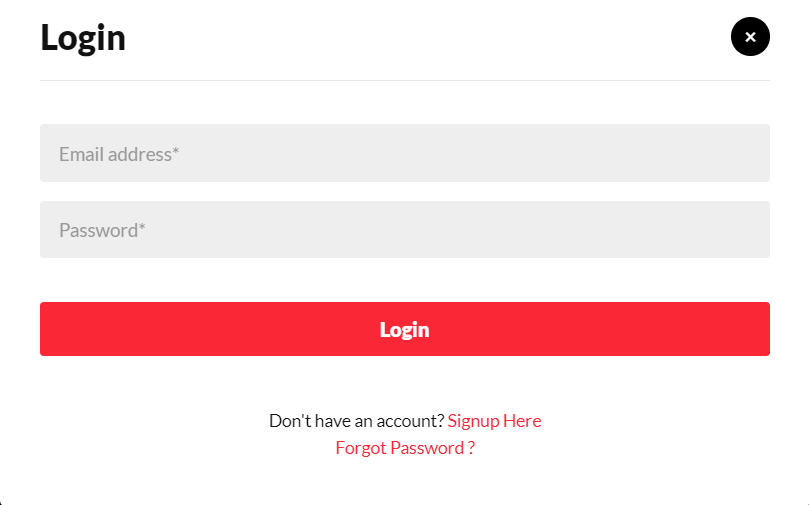 Login
Email address*
Password*
Login
Don't have an account? Signup Here
Forgot Password ?